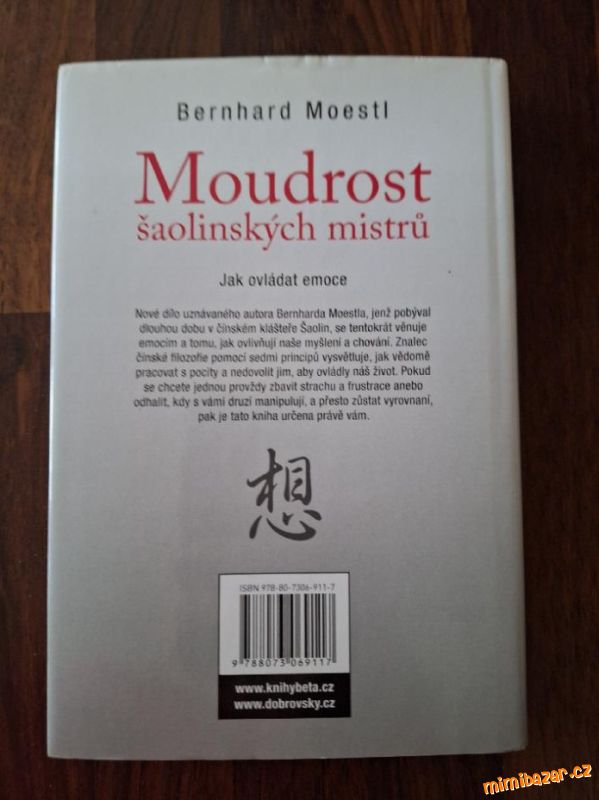 Bernhard Moestl
Moudrost
šaolinských mistrů
Jak ovládat emoce
Nové dílo uznávaného autora Bernharda Moestla, jenž pobýval
dlouhou dobu v čínském klášteře Šaolin, se tentokrát věnuje
emocím a tomu, jak ovlivňují naše myšlení a chování. Znalec
čínské filozofie pomocí sedmi principů vysvětluje, jak vědomě
pracovat s pocity a nedovolit jim, aby ovládly náš život. Pokud
se chcete jednou provždy zbavit strachu a frustrace anebo
odhalit, kdy s vámi druzí manipulují, a přesto zůstat vyrovnaní,
pak je tato kniha určena právě vám.
想
ISBN 978-80-7306-911-7
9 788073 069117
www.knihybeta.cz
www.dobrovsky.cz
mimibazar.cz